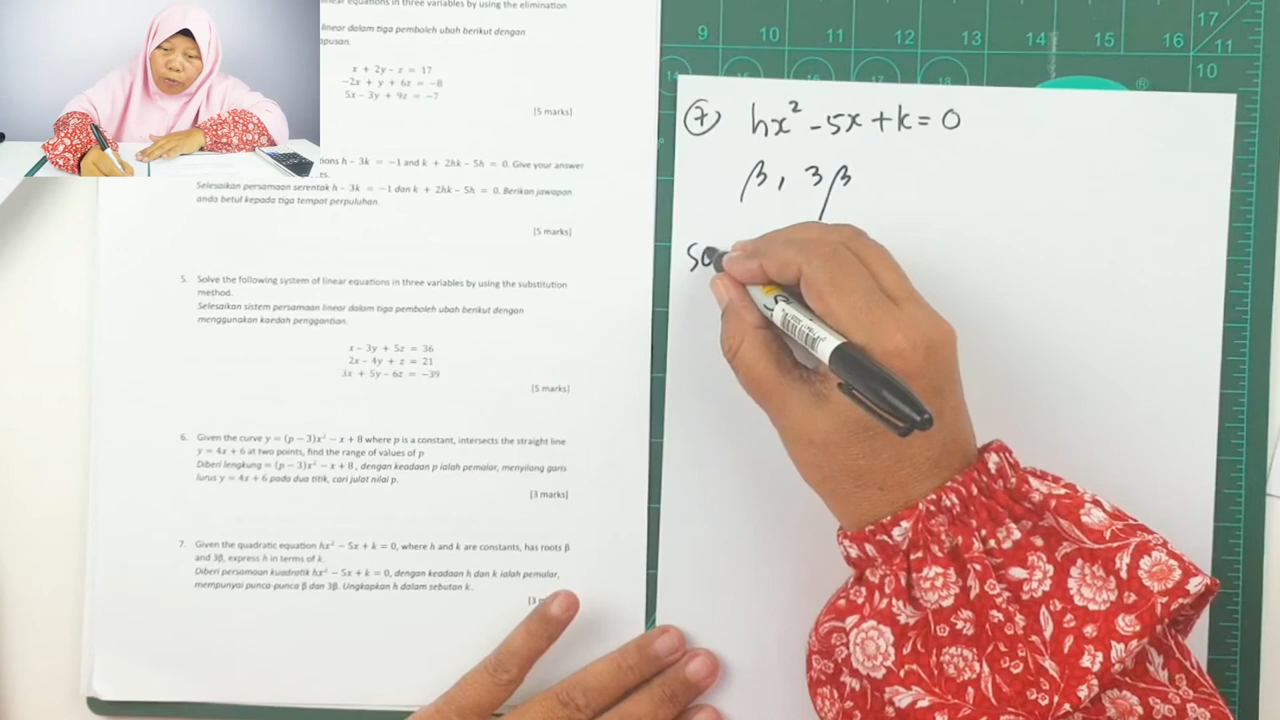 linear equations in three variables by using the elimination
linear dalam tiga pemboleh ubah berikut dengan
apusan.
x + 2y − z = 17
−2x + y + 6z = −8
5x − 3y + 9z = −7
[5 marks]
tions h − 3k = −1 and k + 2hk − 5h = 0. Give your answer
es.
Selesaikan persamaan serentak h − 3k = −1 dan k + 2hk − 5h = 0. Berikan jawapan
anda betul kepada tiga tempat perpuluhan.
[5 marks]
5. Solve the following system of linear equations in three variables by using the substitution
method.
Selesaikan sistem persamaan linear dalam tiga pemboleh ubah berikut dengan
menggunakan kaedah penggantian.
x − 3y + 5z = 36
2x − 4y + z = 21
3x + 5y − 6z = −39
[5 marks]
6. Given the curve y = (p − 3)x² − x + 8 where p is a constant, intersects the straight line
y = 4x + 6 at two points, find the range of values of p
Diberi lengkung = (p − 3)x² − x + 8, dengan keadaan p ialah pemalar, menyilang garis
lurus y = 4x + 6 pada dua titik, cari julat nilai p.
[3 marks]
7. Given the quadratic equation hx² − 5x + k = 0, where h and k are constants, has roots β
and 3β, express h in terms of k.
Diberi persamaan kuadratik hx² − 5x + k = 0, dengan keadaan h dan k ialah pemalar,
mempunyai punca-punca β dan 3β. Ungkapkan h dalam sebutan k.
[3 m
9 10 11 12 13 14 15 16 17
11
10
14 15 16 17 18
®
7 hx² - 5x + k = 0
β, 3β
so